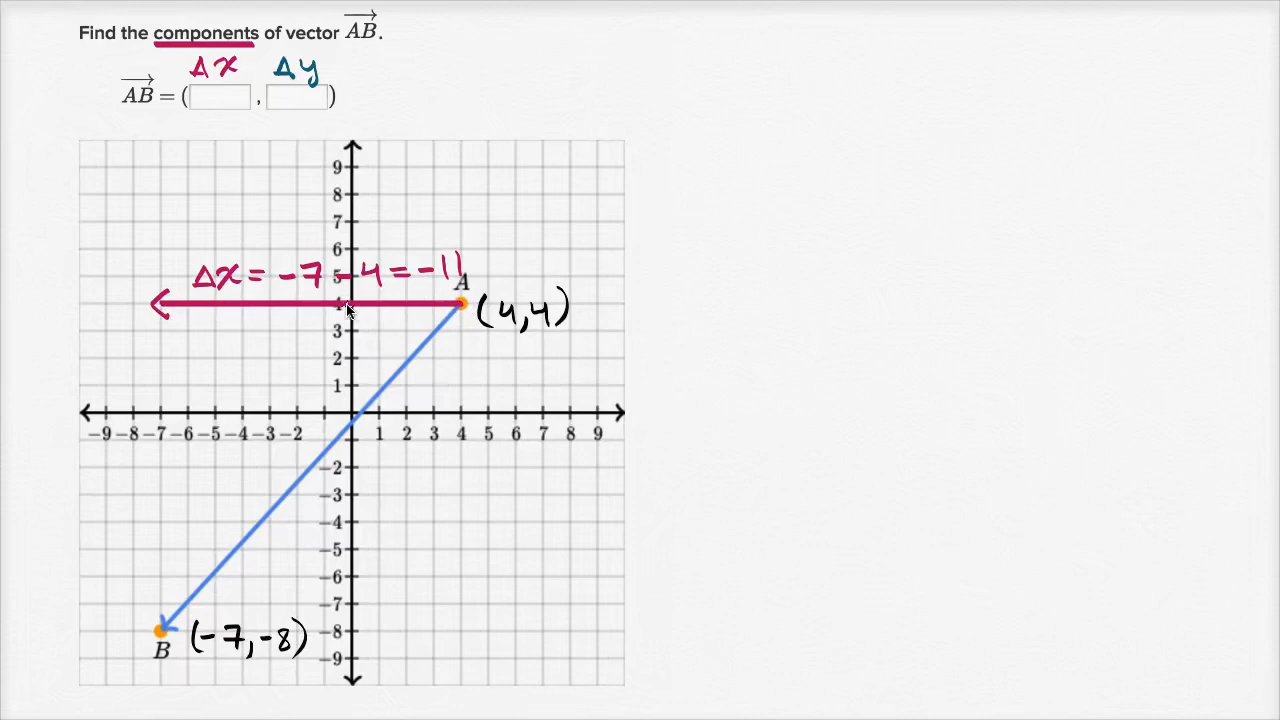 Find the components of vector AB.
Δx Δy
AB = ( , )
9
8
7
6
Δx = -7 - 4 = -11
5
A
4
(4,4)
3
2
1
−9 −8 −7 −6 −5 −4 −3 −2 1 2 3 4 5 6 7 8 9
−2
−3
−4
−5
−6
−7
(-7,-8) −8
B
−9